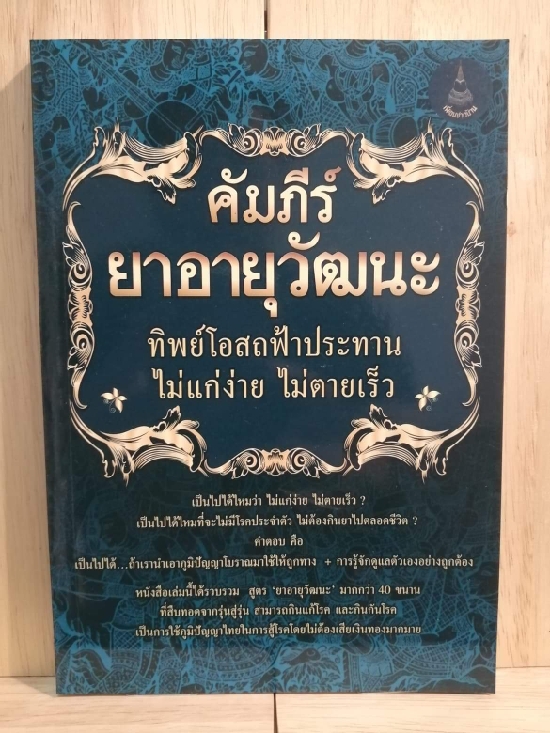 คัมภีร์
ยาอายุวัฒนะ
ทิพย์โอสถฟ้าประทาน
ไม่แก่ง่าย ไม่ตายเร็ว
เป็นไปได้ไหมว่า ไม่แก่ง่าย ไม่ตายเร็ว ?
เป็นไปได้ไหมที่จะไม่มีโรคประจำตัว ไม่ต้องกินยาไปตลอดชีวิต ?
คำตอบ คือ
เป็นไปได้...ถ้าเรานำเอาภูมิปัญญาโบราณมาใช้ให้ถูกทาง + การรู้จักดูแลตัวเองอย่างถูกต้อง
หนังสือเล่มนี้ได้รวบรวม สูตร 'ยาอายุวัฒนะ' มากกว่า 40 ขนาน
ที่สืบทอดจากรุ่นสู่รุ่น สามารถกินแก้โรค และกินกันโรค
เป็นการใช้ภูมิปัญญาไทยในการสู้โรคโดยไม่ต้องเสียเงินทองมากมาย